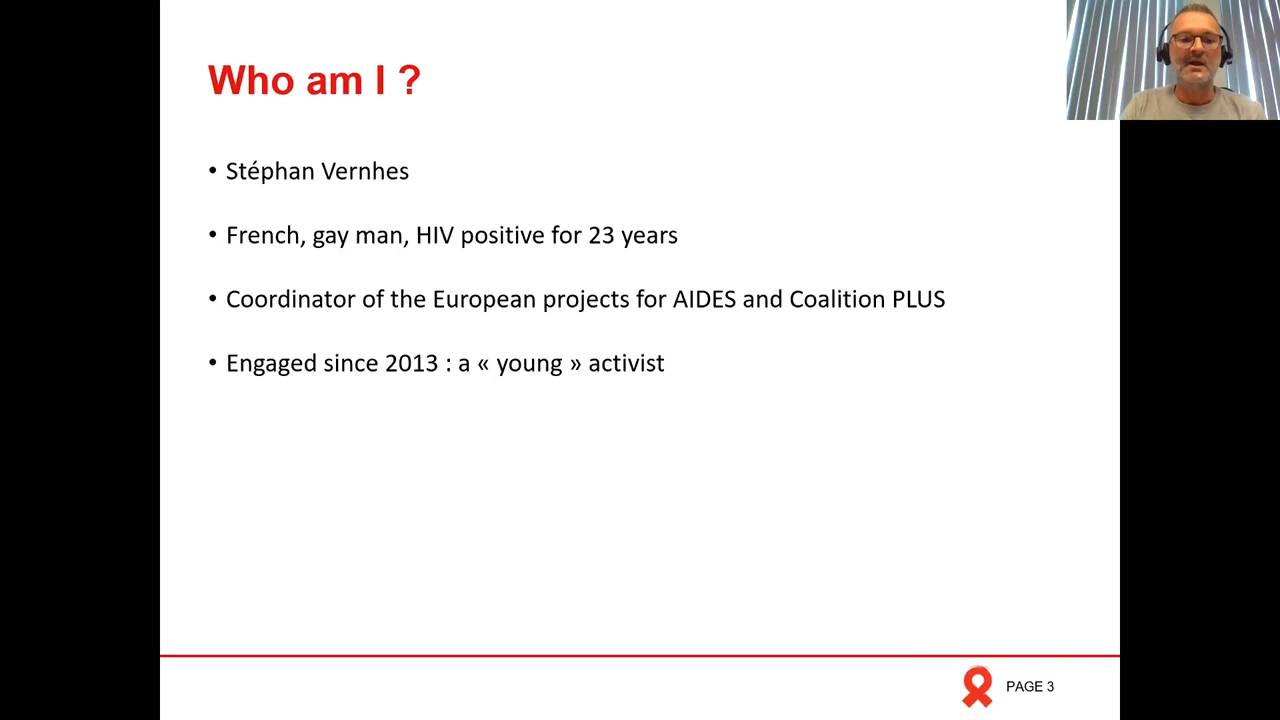 Who am I ?
• Stéphan Vernhes
• French, gay man, HIV positive for 23 years
• Coordinator of the European projects for AIDES and Coalition PLUS
• Engaged since 2013 : a « young » activist
PAGE 3